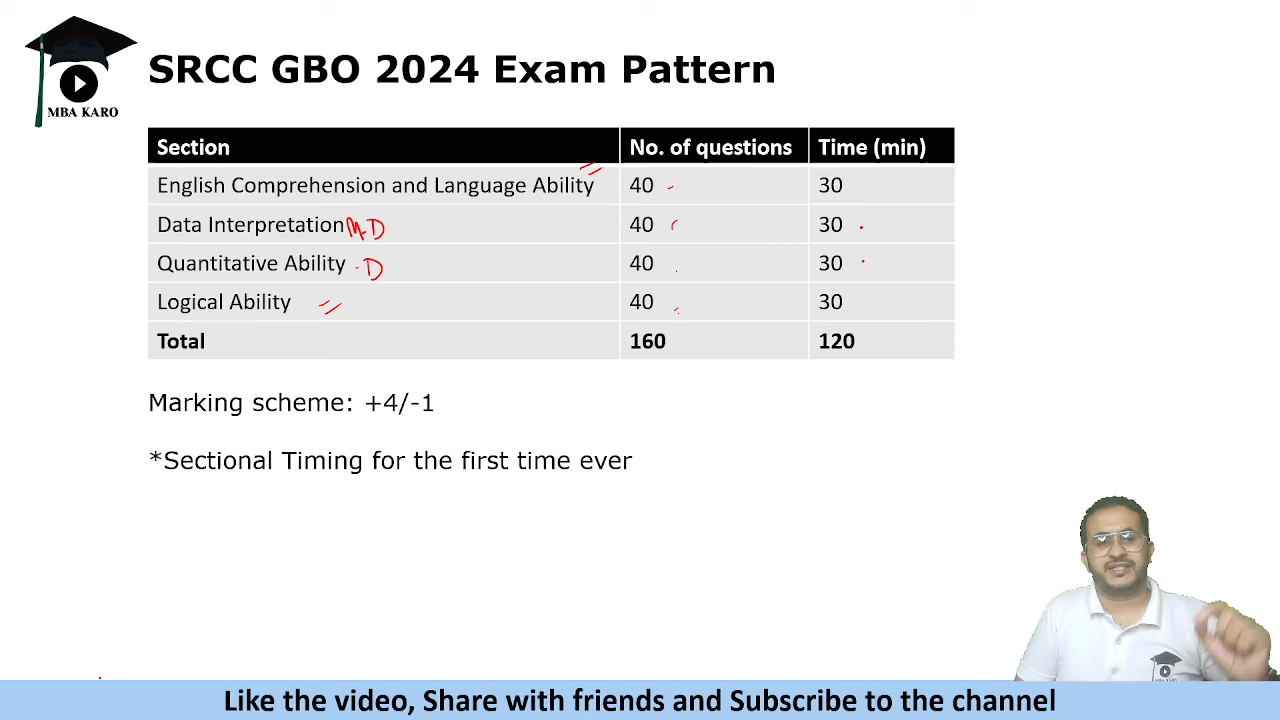 SRCC GBO 2024 Exam Pattern
MBA KARO
Section No. of questions Time (min)
English Comprehension and Language Ability 40 30
Data Interpretation M-D 40 30
Quantitative Ability - D 40 30
Logical Ability 40 30
Total 160 120
Marking scheme: +4/-1
*Sectional Timing for the first time ever
Like the video, Share with friends and Subscribe to the channel